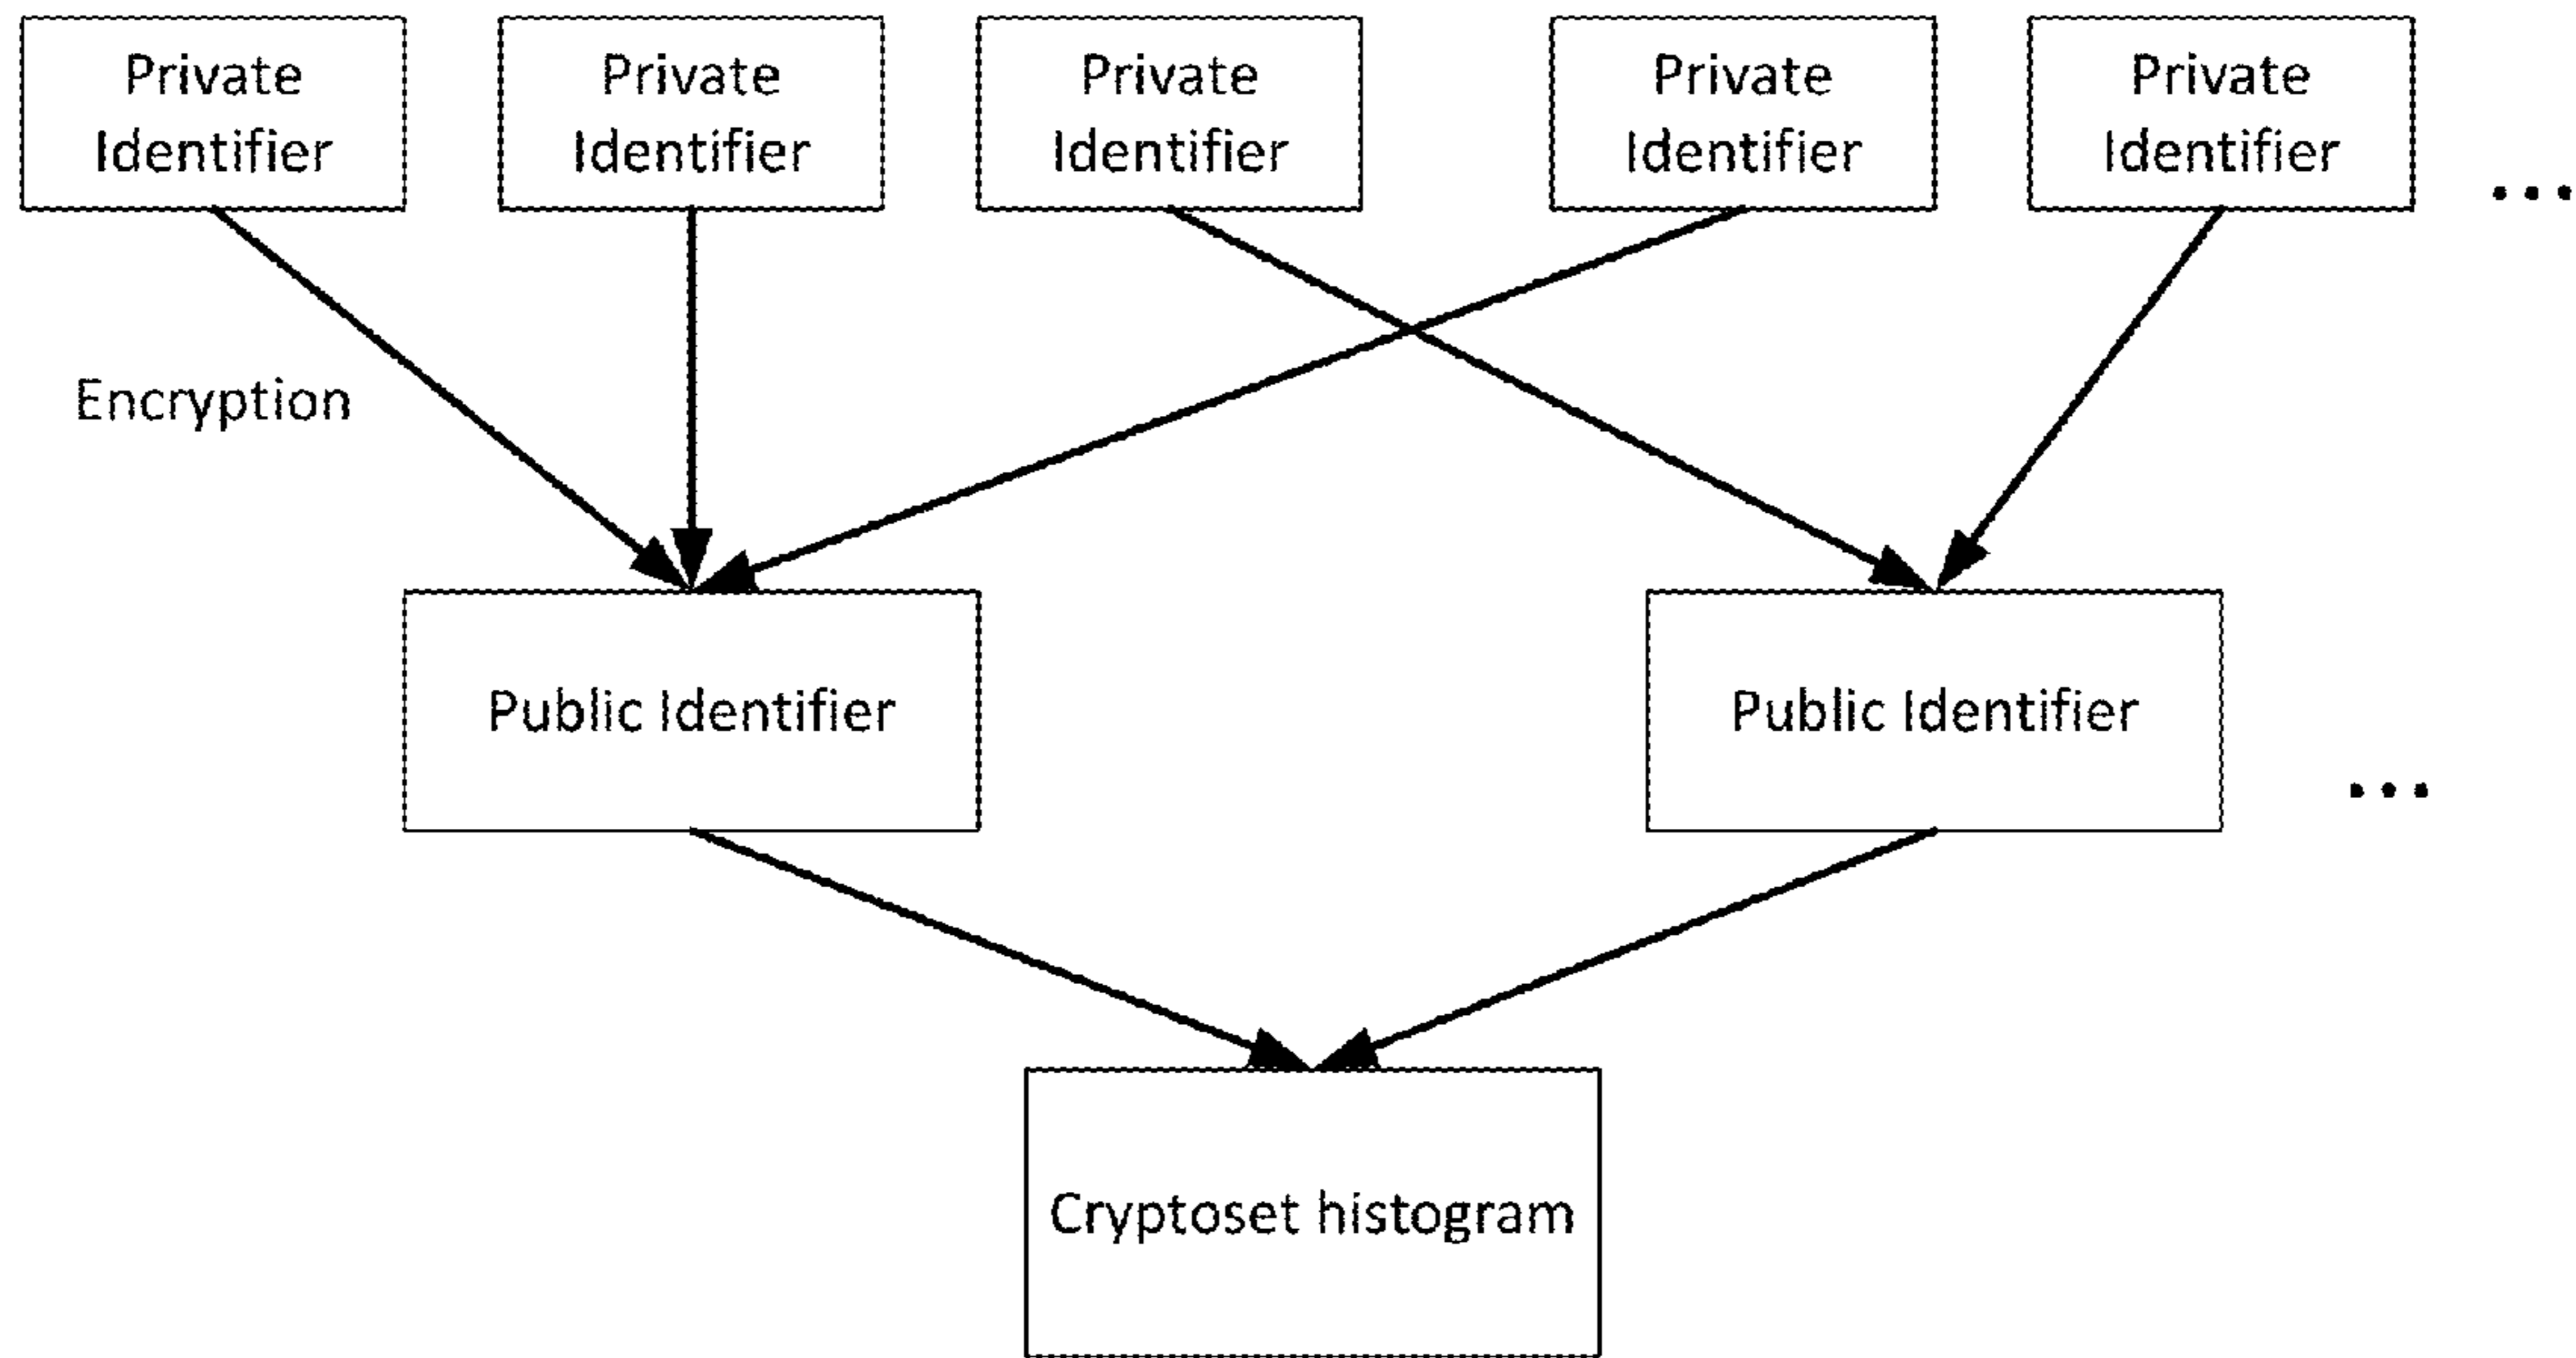 Private Private Private Private Private
Identifier Identifier Identifier Identifier Identifier
...
Encryption
Public Identifier Public Identifier
...
Cryptoset histogram